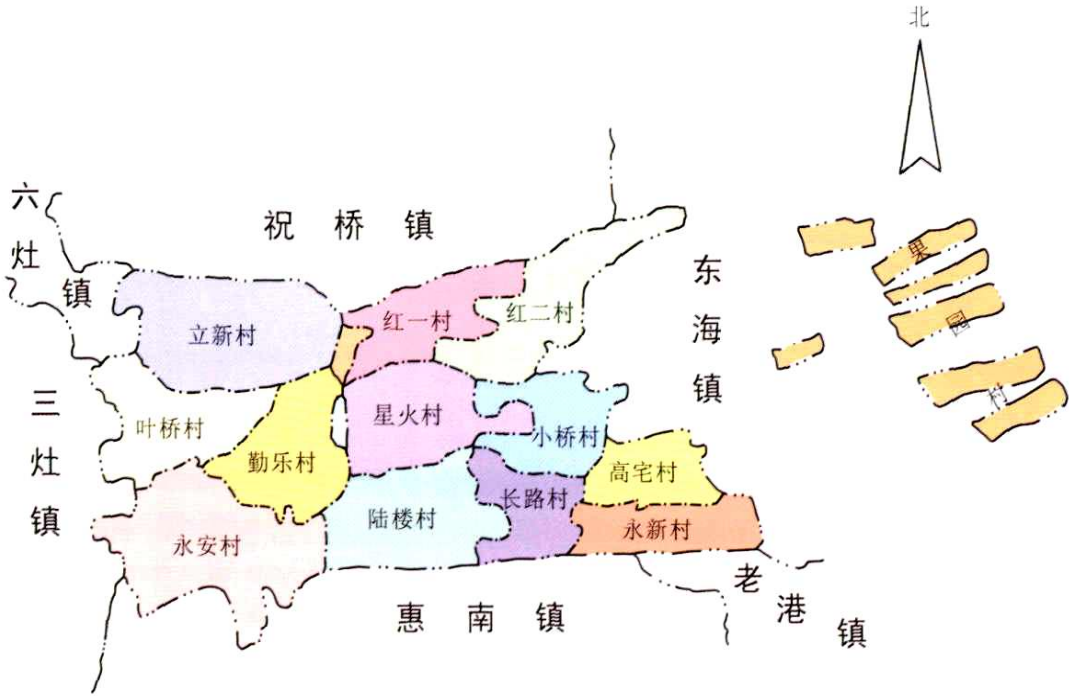 北
六灶镇
祝桥镇
东海镇
果园村
立新村
红一村
红二村
三灶镇
叶桥村
星火村
小桥村
勤乐村
高宅村
长路村
陆楼村
永新村
永安村
惠南镇
老港镇